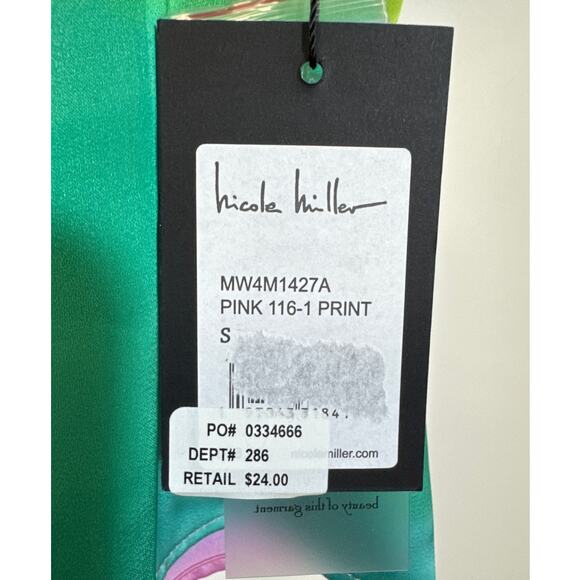 nicole miller
MW4M1427A
PINK 116-1 PRINT
S
PO# 0334666
DEPT# 286
nicolemiller.com
RETAIL $24.00
beauty of this garment